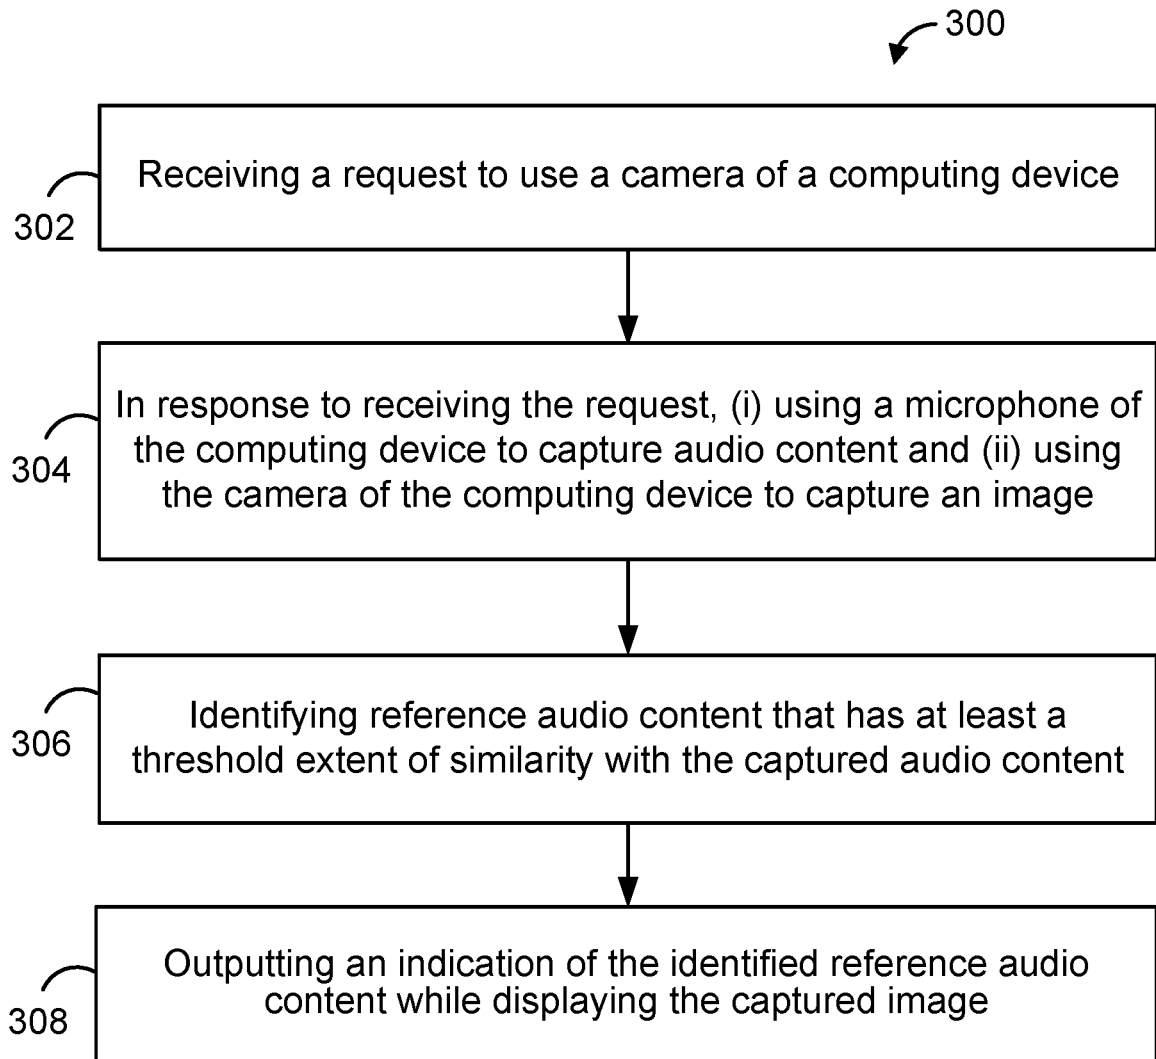 300
Receiving a request to use a camera of a computing device
302
In response to receiving the request, (i) using a microphone of
the computing device to capture audio content and (ii) using
the camera of the computing device to capture an image
304
Identifying reference audio content that has at least a
threshold extent of similarity with the captured audio content
306
Outputting an indication of the identified reference audio
content while displaying the captured image
308